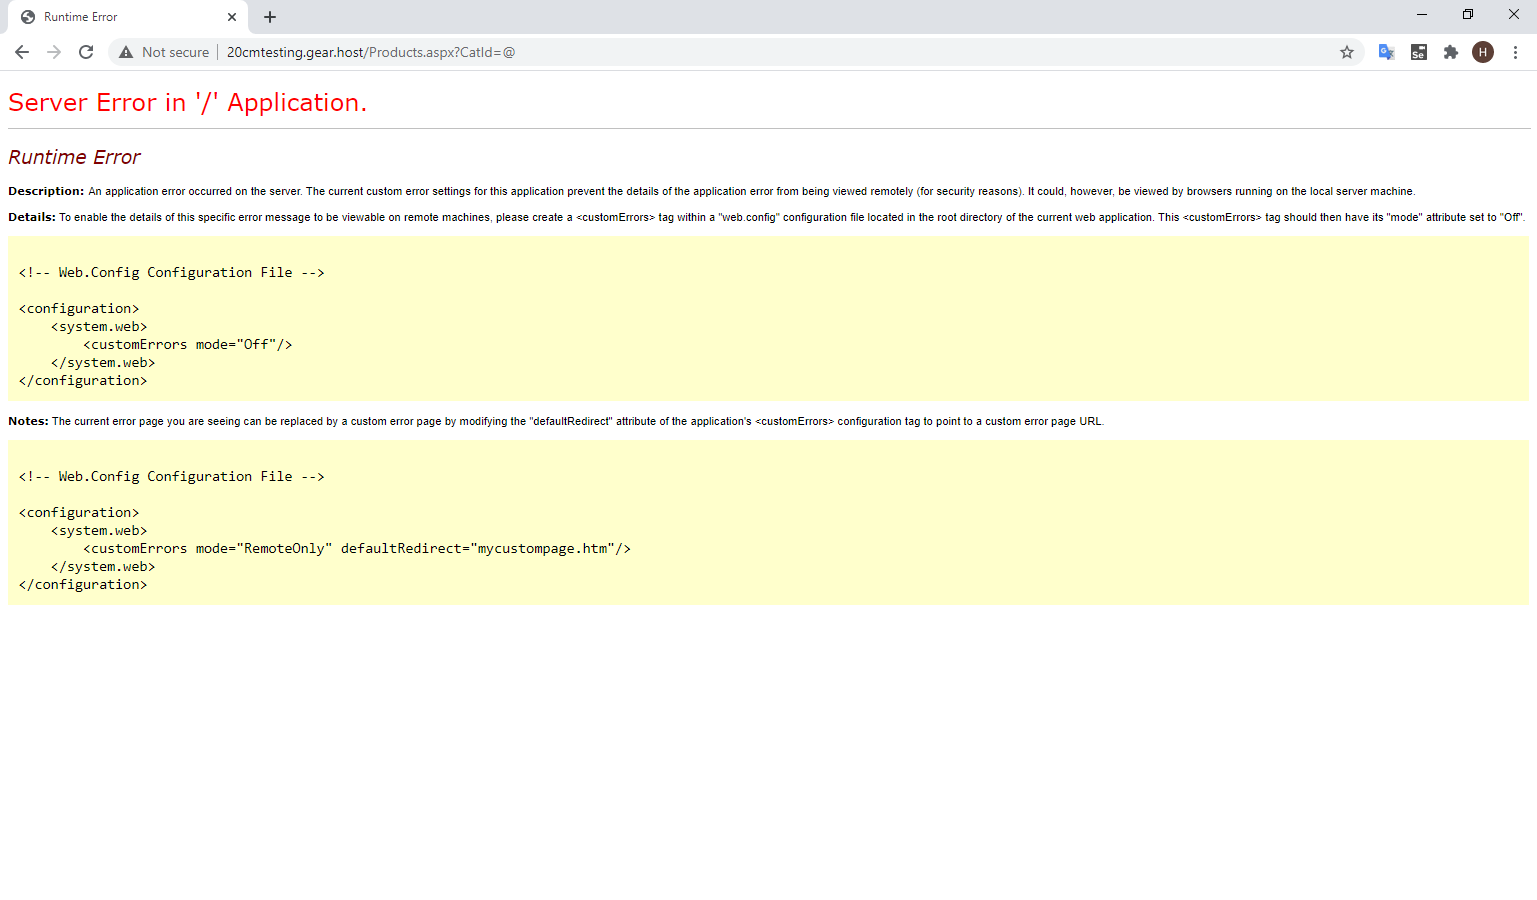 Runtime Error
Not secure
20cmtesting.gear.host/Products.aspx?CatId=@
Se
H
Server Error in '/' Application.
Runtime Error
Description: An application error occurred on the server. The current custom error settings for this application prevent the details of the application error from being viewed remotely (for security reasons). It could, however, be viewed by browsers running on the local server machine.
Details: To enable the details of this specific error message to be viewable on remote machines, please create a <customErrors> tag within a "web.config" configuration file located in the root directory of the current web application. This <customErrors> tag should then have its "mode" attribute set to "Off".
<!-- Web.Config Configuration File -->
<configuration>
    <system.web>
        <customErrors mode="Off"/>
    </system.web>
</configuration>
Notes: The current error page you are seeing can be replaced by a custom error page by modifying the "defaultRedirect" attribute of the application's <customErrors> configuration tag to point to a custom error page URL.
<!-- Web.Config Configuration File -->
<configuration>
    <system.web>
        <customErrors mode="RemoteOnly" defaultRedirect="mycustompage.htm"/>
    </system.web>
</configuration>